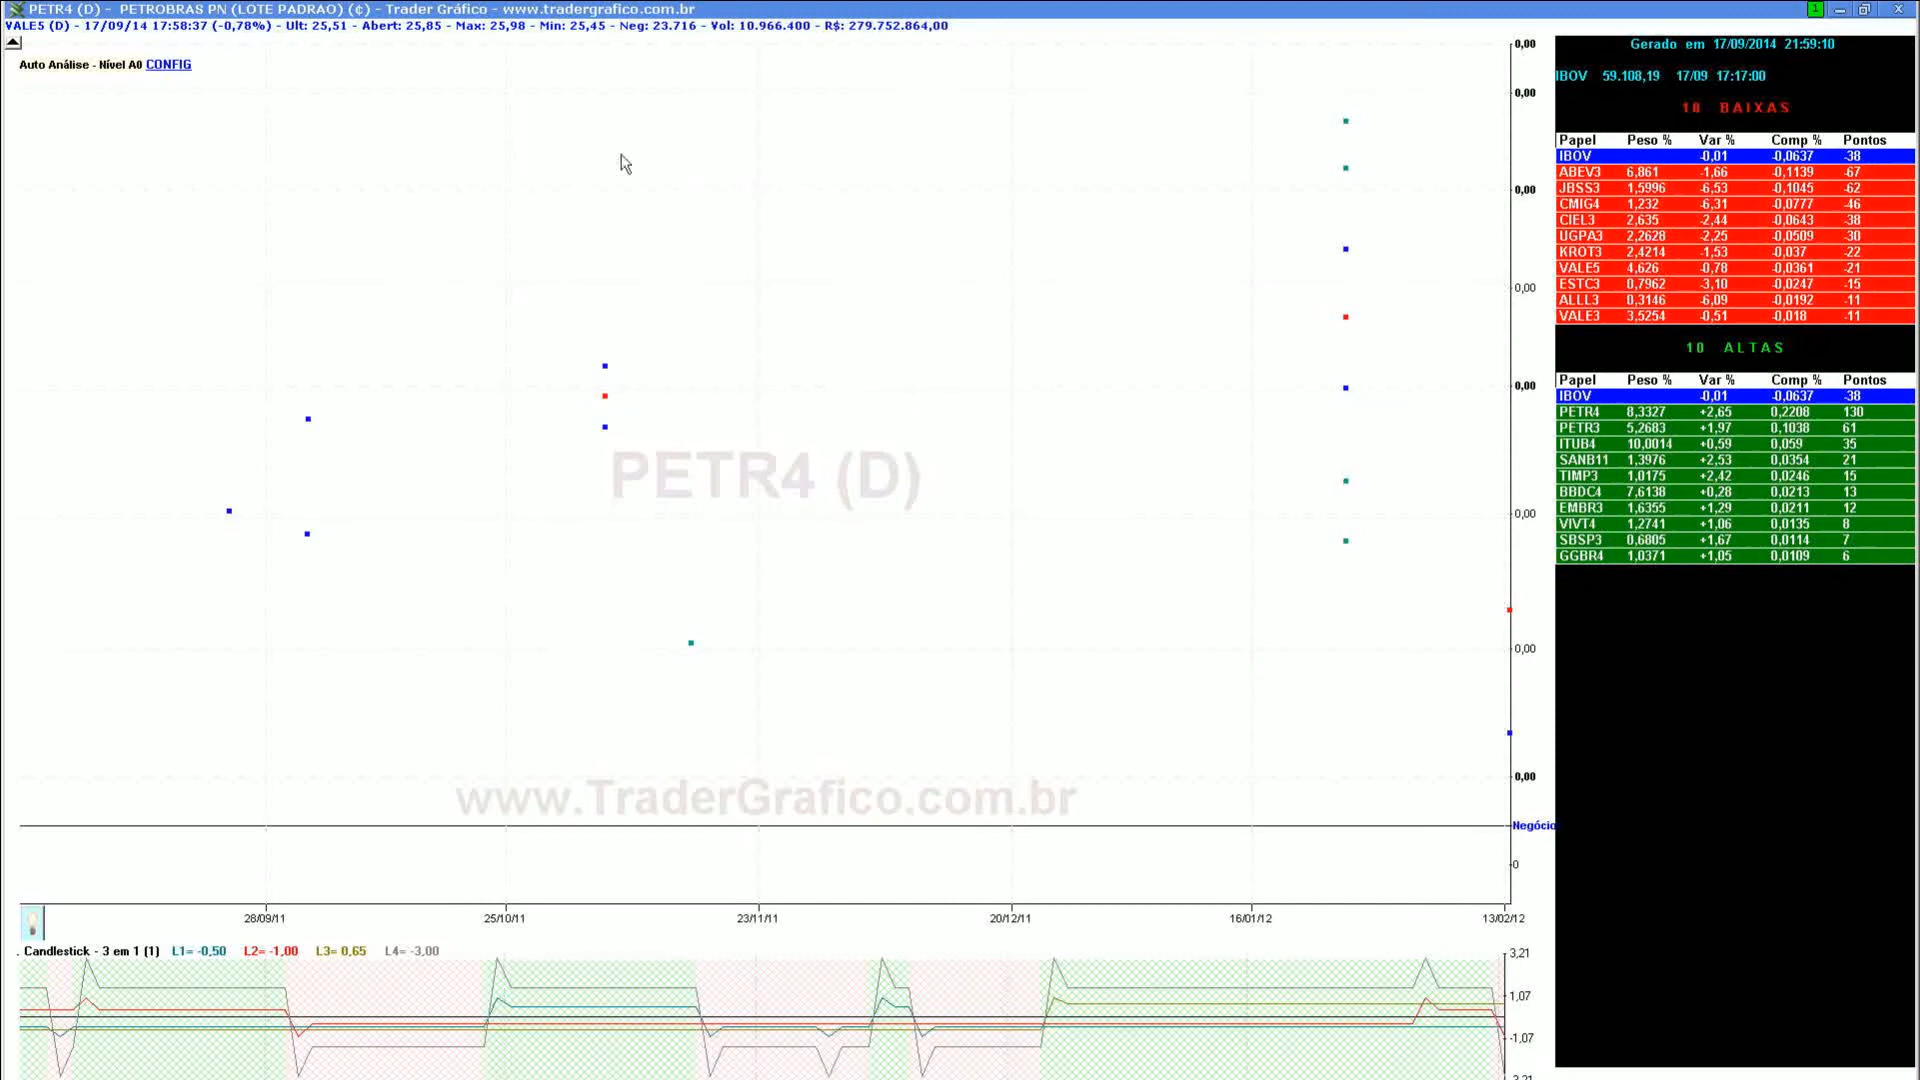 PETR4 (D) - PETROBRAS PN (LOTE PADRAO) (¢) - Trader Gráfico - www.tradergrafico.com.br
1
VALE5 (D) - 17/09/14 17:58:37 (-0,78%) - Ult: 25,51 - Abert: 25,85 - Max: 25,98 - Min: 25,45 - Neg: 23.716 - Vol: 10.966.400 - R$: 279.752.864,00
Auto Análise - Nível A0 CONFIG
0,00
0,00
0,00
0,00
0,00
0,00
0,00
0,00
PETR4 (D)
www.TraderGrafico.com.br
Negócio
0
28/09/11 25/10/11 23/11/11 20/12/11 16/01/12 13/02/12
. Candlestick - 3 em 1 (1) L1= -0,50 L2= -1,00 L3= 0,65 L4= -3,00
3,21
1,07
-1,07
Gerado em 17/09/2014 21:59:10
IBOV 59.108,19 17/09 17:17:00
10 BAIXAS
Papel Peso % Var % Comp % Pontos
IBOV -0,01 -0,0637 -38
ABEV3 6,861 -1,66 -0,1139 -67
JBSS3 1,5996 -6,53 -0,1045 -62
CMIG4 1,232 -6,31 -0,0777 -46
CIEL3 2,635 -2,44 -0,0643 -38
UGPA3 2,2628 -2,25 -0,0509 -30
KROT3 2,4214 -1,53 -0,037 -22
VALE5 4,626 -0,78 -0,0361 -21
ESTC3 0,7962 -3,10 -0,0247 -15
ALLL3 0,3146 -6,09 -0,0192 -11
VALE3 3,5254 -0,51 -0,018 -11
10 ALTAS
Papel Peso % Var % Comp % Pontos
IBOV -0,01 -0,0637 -38
PETR4 8,3327 +2,65 0,2208 130
PETR3 5,2683 +1,97 0,1038 61
ITUB4 10,0014 +0,59 0,059 35
SANB11 1,3976 +2,53 0,0354 21
TIMP3 1,0175 +2,42 0,0246 15
BBDC4 7,6138 +0,28 0,0213 13
EMBR3 1,6355 +1,29 0,0211 12
VIVT4 1,2741 +1,06 0,0135 8
SBSP3 0,6805 +1,67 0,0114 7
GGBR4 1,0371 +1,05 0,0109 6